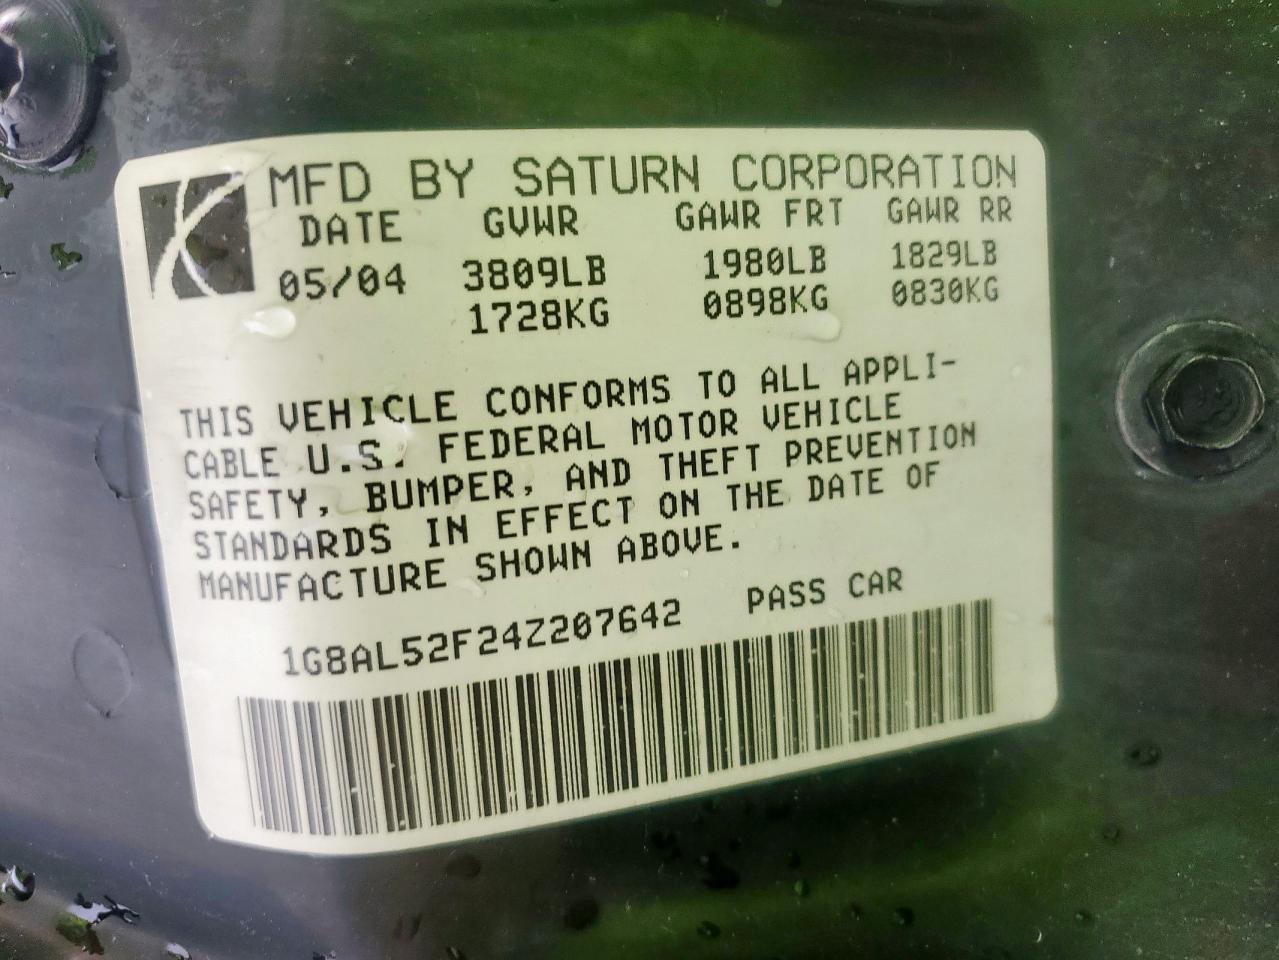 MFD BY SATURN CORPORATION
DATE GVWR GAWR FRT GAWR RR
05/04 3809LB 1980LB 1829LB
1728KG 0898KG 0830KG
THIS VEHICLE CONFORMS TO ALL APPLI-
CABLE U.S. FEDERAL MOTOR VEHICLE
SAFETY, BUMPER, AND THEFT PREVENTION
STANDARDS IN EFFECT ON THE DATE OF
MANUFACTURE SHOWN ABOVE.
1G8AL52F24Z207642 PASS CAR